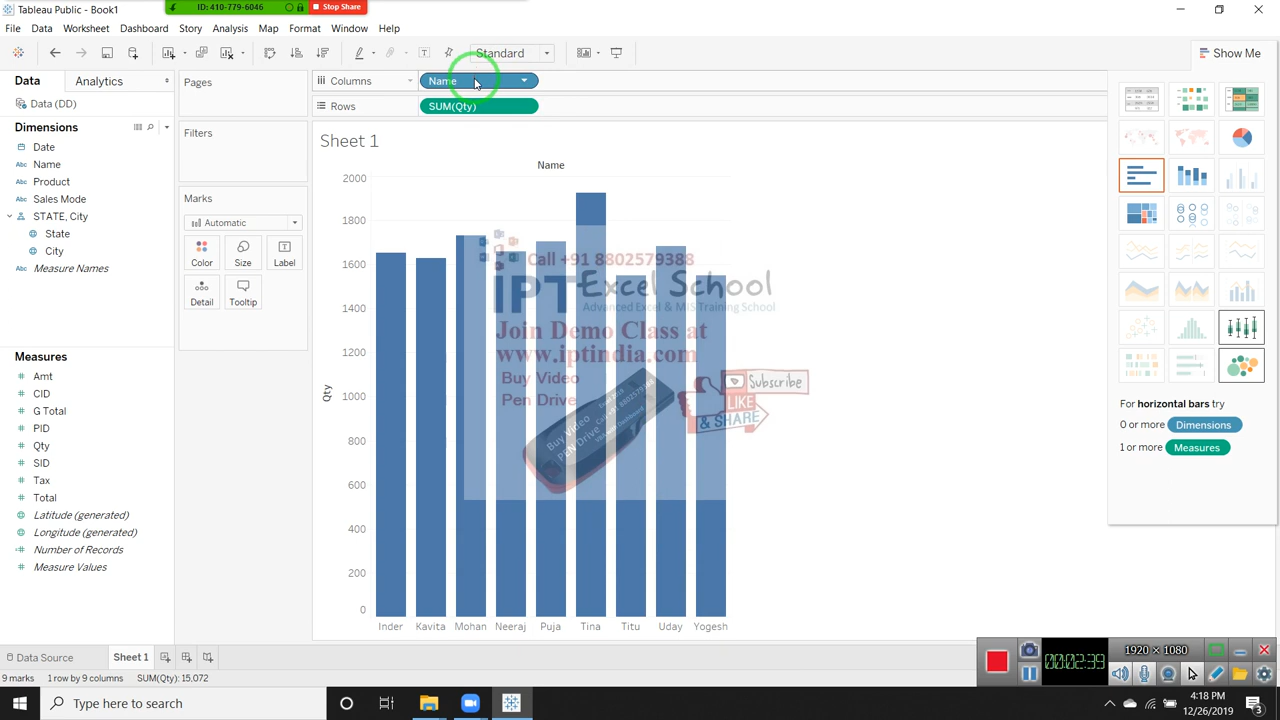 Tableau Public - Book1
ID: 410-779-6046
Stop Share
File Data Worksheet Dashboard Story Analysis Map Format Window Help
Standard
Show Me
Data
Analytics
Pages
Columns
Name
Data (DD)
Rows
SUM(Qty)
Dimensions
Filters
Sheet 1
Date
Name
Product
Sales Mode
STATE, City
State
City
Measure Names
Marks
Automatic
Color
Size
Label
Detail
Tooltip
Measures
Amt
CID
G Total
PID
Qty
SID
Tax
Total
Latitude (generated)
Longitude (generated)
Number of Records
Measure Values
Name
Qty
2000
1800
1600
1400
1200
1000
800
600
400
200
0
Inder Kavita Mohan Neeraj Puja Tina Titu Uday Yogesh
Call +91 8802579388
IPT Excel School
Advanced Excel & MIS Training School
Join Demo Class at
www.iptindia.com
Buy Video
Pen Drive
Buy Video
PEN Drive
Subscribe
LIKE
& SHARE
For horizontal bars try
0 or more Dimensions
1 or more Measures
Data Source
Sheet 1
9 marks
1 row by 9 columns
SUM(Qty): 15,072
1920 × 1080
00:02:39
Type here to search
4:18 PM
12/26/2019
3